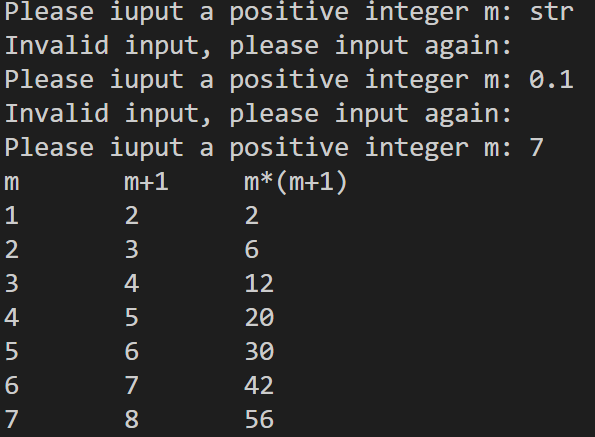 Please iuput a positive integer m: str
Invalid input, please input again:
Please iuput a positive integer m: 0.1
Invalid input, please input again:
Please iuput a positive integer m: 7
m       m+1     m*(m+1)
1       2       2
2       3       6
3       4       12
4       5       20
5       6       30
6       7       42
7       8       56